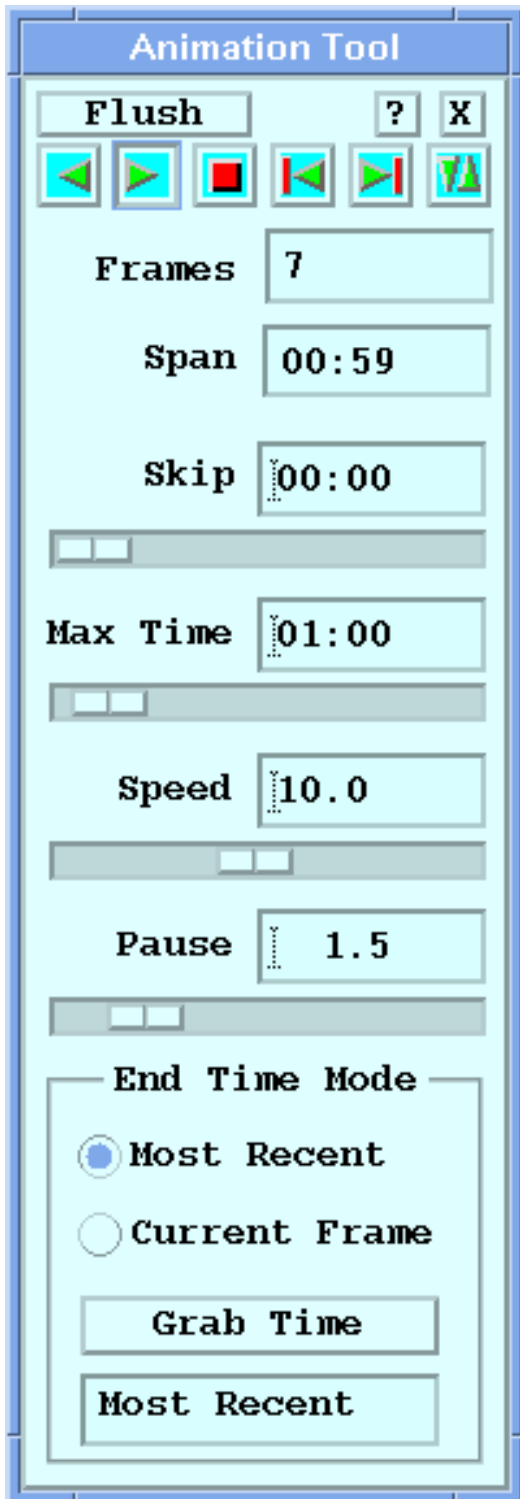 Animation Tool
Flush ? X
Frames 7
Span 00:59
Skip 00:00
Max Time 01:00
Speed 10.0
Pause 1.5
End Time Mode
Most Recent
Current Frame
Grab Time
Most Recent